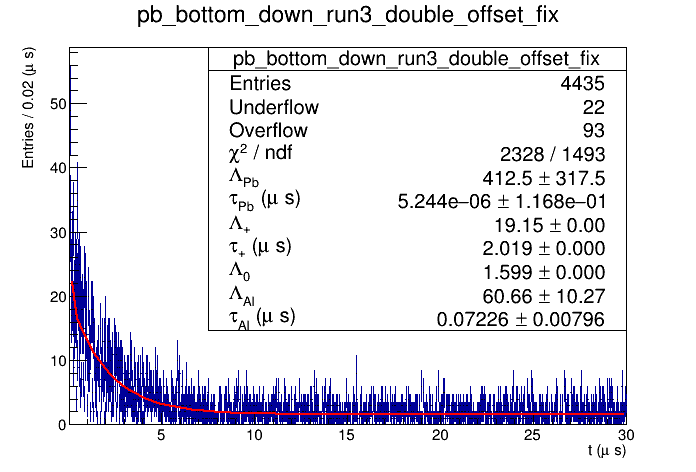 pb_bottom_down_run3_double_offset_fix
pb_bottom_down_run3_double_offset_fix
Entries 4435
Underflow 22
Overflow 93
χ² / ndf 2328 / 1493
Λ_Pb 412.5 ± 317.5
τ_Pb (μ s) 5.244e−06 ± 1.168e−01
Λ_+ 19.15 ± 0.00
τ_+ (μ s) 2.019 ± 0.000
Λ_0 1.599 ± 0.000
Λ_Al 60.66 ± 10.27
τ_Al (μ s) 0.07226 ± 0.00796
Entries / 0.02 (μ s)
50
40
30
20
10
0
5 10 15 20 25 30
t (μ s)